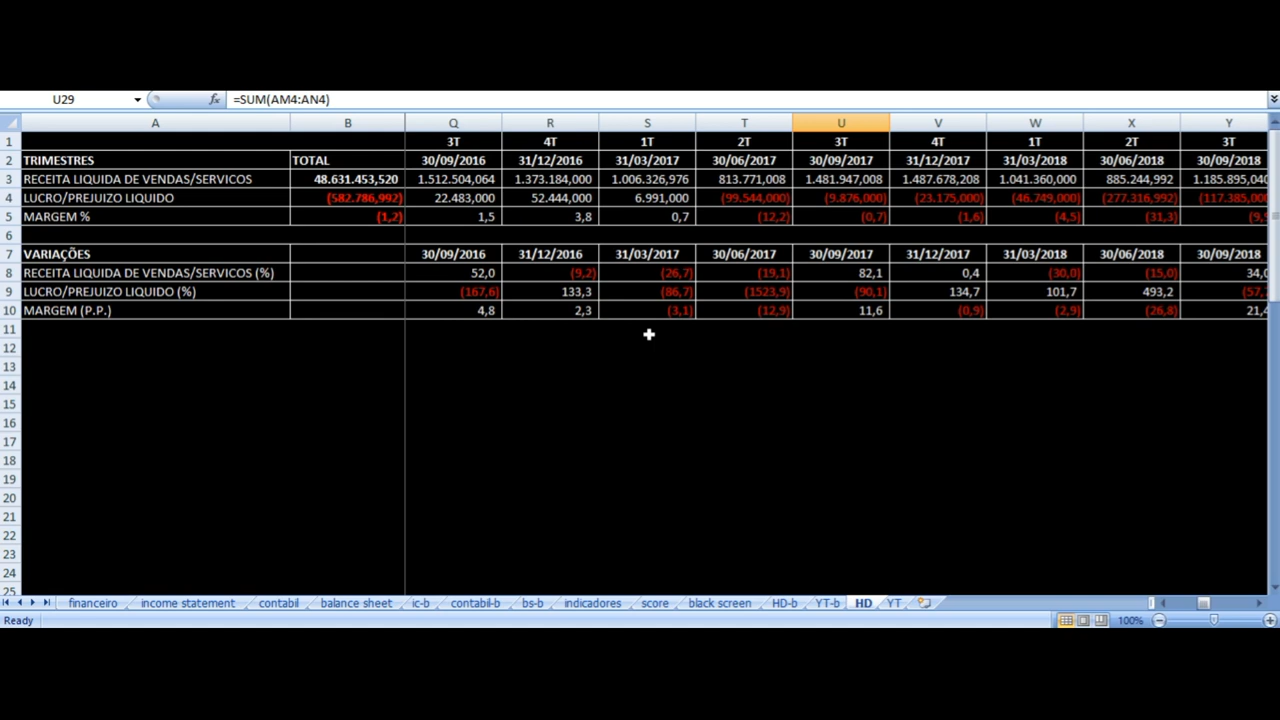 U29 fx =SUM(AM4:AN4)
A B Q R S T U V W X Y
1 3T 4T 1T 2T 3T 4T 1T 2T 3T
2 TRIMESTRES TOTAL 30/09/2016 31/12/2016 31/03/2017 30/06/2017 30/09/2017 31/12/2017 31/03/2018 30/06/2018 30/09/2018
3 RECEITA LIQUIDA DE VENDAS/SERVICOS 48.631.453,520 1.512.504,064 1.373.184,000 1.006.326,976 813.771,008 1.481.947,008 1.487.678,208 1.041.360,000 885.244,992 1.185.895,040
4 LUCRO/PREJUIZO LIQUIDO (582.786,992) 22.483,000 52.444,000 6.991,000 (99.544,000) (9.876,000) (23.175,000) (46.749,000) (277.316,992) (117.385,000
5 MARGEM % (1,2) 1,5 3,8 0,7 (12,2) (0,7) (1,6) (4,5) (31,3) (9,9
6
7 VARIAÇÕES 30/09/2016 31/12/2016 31/03/2017 30/06/2017 30/09/2017 31/12/2017 31/03/2018 30/06/2018 30/09/2018
8 RECEITA LIQUIDA DE VENDAS/SERVICOS (%) 52,0 (9,2) (26,7) (19,1) 82,1 0,4 (30,0) (15,0) 34,0
9 LUCRO/PREJUIZO LIQUIDO (%) (167,6) 133,3 (86,7) (1523,9) (90,1) 134,7 101,7 493,2 (57,
10 MARGEM (P.P.) 4,8 2,3 (3,1) (12,9) 11,6 (0,9) (2,9) (26,8) 21,4
11
12
13
14
15
16
17
18
19
20
21
22
23
24
25
financeiro income statement contabil balance sheet ic-b contabil-b bs-b indicadores score black screen HD-b YT-b HD YT
Ready 100%